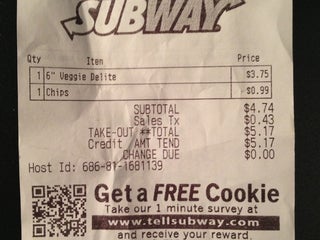 SUBWAY
Qty Item Price
1 6" Veggie Delite $3.75
1 Chips $0.99
SUBTOTAL $4.74
Sales Tx $0.43
TAKE-OUT **TOTAL $5.17
Credit AMT TEND $5.17
CHANGE DUE $0.00
Host Id: 686-81-1681139
Get a FREE Cookie
Take our 1 minute survey at
www.tellsubway.com
and receive your reward.